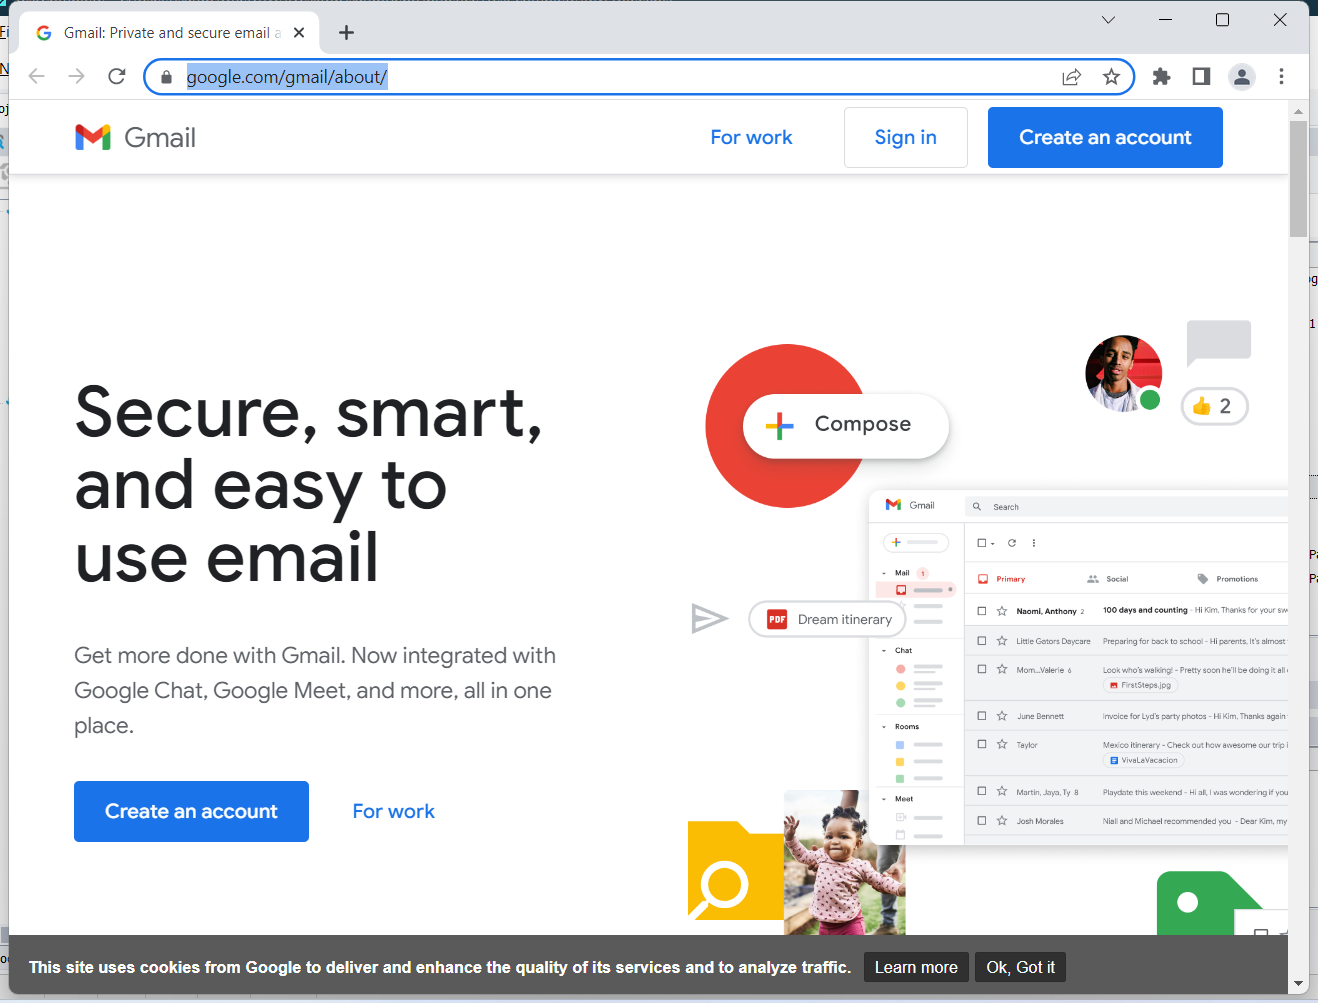 Gmail: Private and secure email a
google.com/gmail/about/
Gmail
For work
Sign in
Create an account
Secure, smart,
and easy to
use email
Get more done with Gmail. Now integrated with
Google Chat, Google Meet, and more, all in one
place.
Create an account
For work
Compose
2
Gmail
Search
Mail 1
Primary
Social
Promotions
Naomi, Anthony 2 100 days and counting - Hi Kim, Thanks for your
PDF Dream itinerary
Little Gators Daycare Preparing for back to school - Hi parents, It's almost
Chat
Mom...Valerie 6 Look who's walking! - Pretty soon he'll be doing it all
FirstSteps.jpg
June Bennett Invoice for Lyd's party photos - Hi Kim, Thanks again
Rooms
Taylor Mexico itinerary - Check out how awesome our trip
VivaLaVacacion
Martin, Jaya, Ty 8 Playdate this weekend - Hi all, I was wondering if you
Meet
Josh Morales Niall and Michael recommended you - Dear Kim, my
This site uses cookies from Google to deliver and enhance the quality of its services and to analyze traffic.
Learn more
Ok, Got it